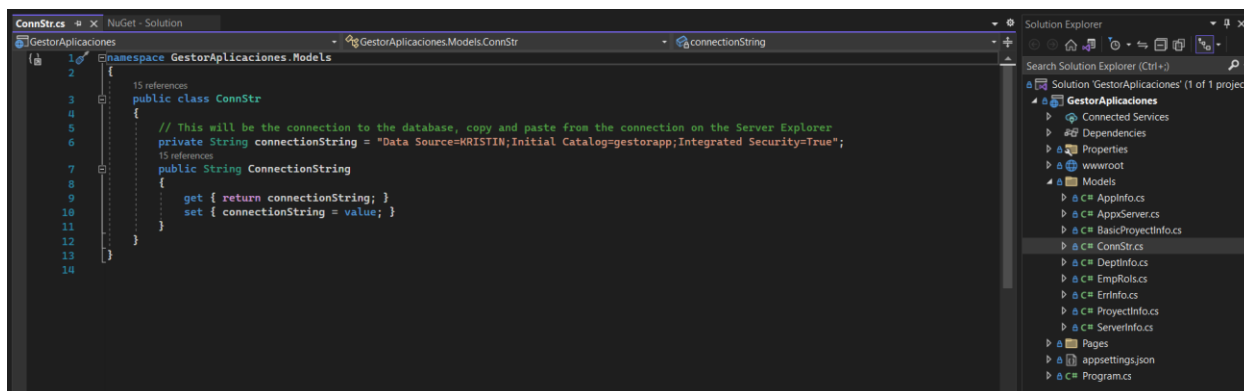 ConnStr.cs NuGet - Solution
GestorAplicaciones GestorAplicaciones.Models.ConnStr connectionString
1 namespace GestorAplicaciones.Models
2 {
15 references
3 public class ConnStr
4 {
5 // This will be the connection to the database, copy and paste from the connection on the Server Explorer
6 private String connectionString = "Data Source=KRISTIN;Initial Catalog=gestorapp;Integrated Security=True";
15 references
7 public String ConnectionString
8 {
9 get { return connectionString; }
10 set { connectionString = value; }
11 }
12 }
13 }
14
Solution Explorer
Search Solution Explorer (Ctrl+;)
Solution 'GestorAplicaciones' (1 of 1 projec
GestorAplicaciones
Connected Services
Dependencies
Properties
wwwroot
Models
C# AppInfo.cs
C# AppxServer.cs
C# BasicProyectInfo.cs
C# ConnStr.cs
C# DeptInfo.cs
C# EmpRols.cs
C# ErrInfo.cs
C# ProyectInfo.cs
C# ServerInfo.cs
Pages
appsettings.json
C# Program.cs